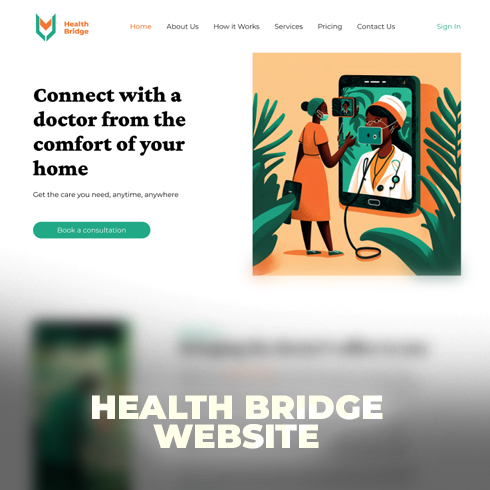 Health
Bridge
Home About Us How it Works Services Pricing Contact Us Sign In
Connect with a
doctor from the
comfort of your
home
Get the care you need, anytime, anywhere
Book a consultation
HEALTH BRIDGE
WEBSITE